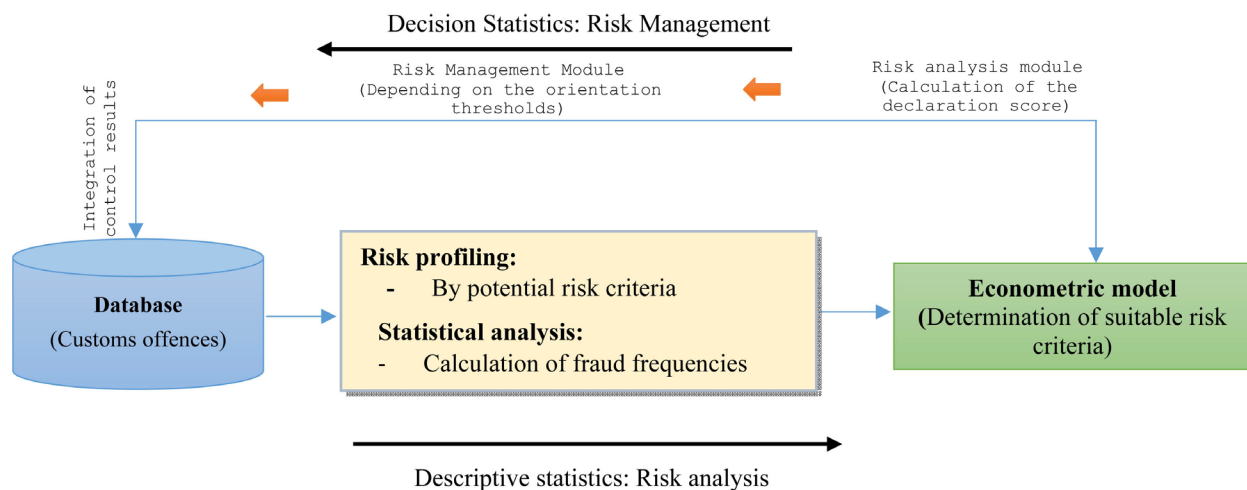 Decision Statistics: Risk Management
Risk Management Module
(Depending on the orientation
thresholds)
Risk analysis module
(Calculation of the
declaration score)
Integration of
control results
Database
(Customs offences)
Risk profiling:
- By potential risk criteria
Statistical analysis:
- Calculation of fraud frequencies
Econometric model
(Determination of suitable risk
criteria)
Descriptive statistics: Risk analysis